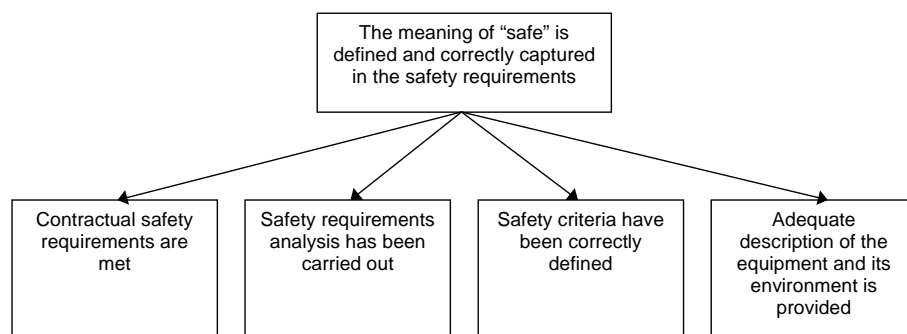 The meaning of “safe” is
defined and correctly captured
in the safety requirements
Contractual safety
requirements are
met
Safety requirements
analysis has been
carried out
Safety criteria have
been correctly
defined
Adequate
description of the
equipment and its
environment is
provided